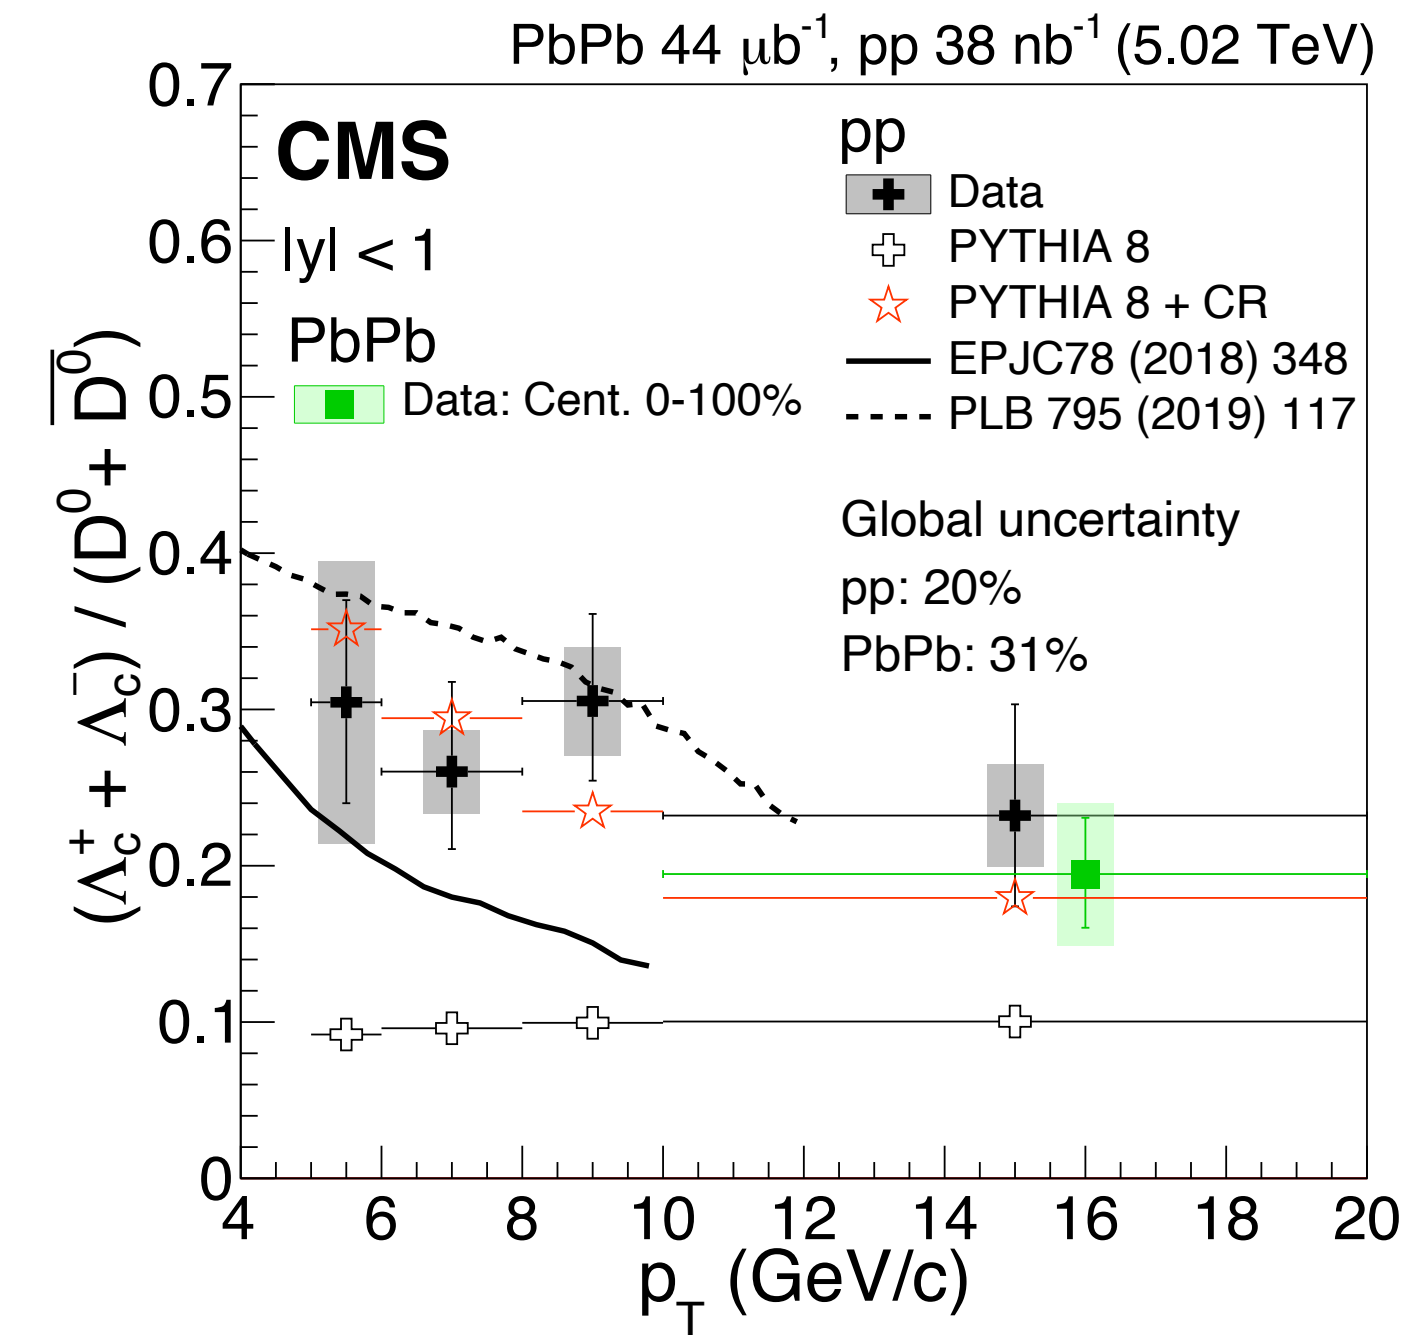 PbPb 44 μb⁻¹, pp 38 nb⁻¹ (5.02 TeV)
CMS
|y| < 1
PbPb
Data: Cent. 0-100%
pp
Data
PYTHIA 8
PYTHIA 8 + CR
EPJC78 (2018) 348
PLB 795 (2019) 117
Global uncertainty
pp: 20%
PbPb: 31%
(Λc⁺ + Λc⁻) / (D⁰ + D̅⁰)
0.7
0.6
0.5
0.4
0.3
0.2
0.1
0
4 6 8 10 12 14 16 18 20
p_T (GeV/c)